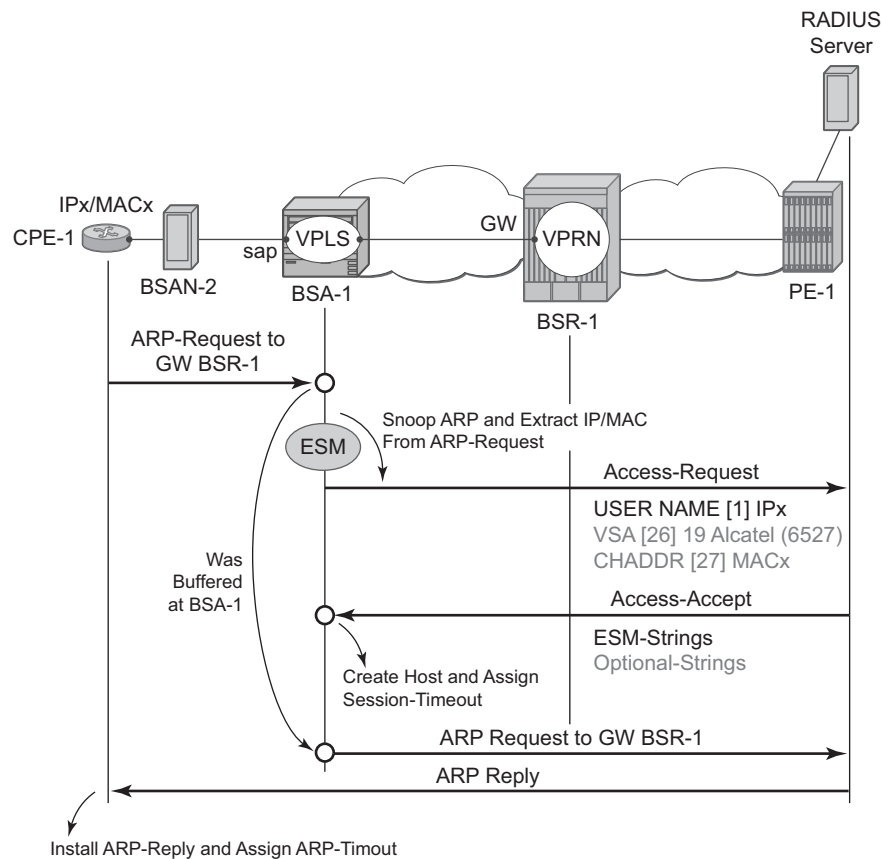 RADIUS
Server
IPx/MACx
CPE-1
BSAN-2
sap
VPLS
BSA-1
GW
VPRN
BSR-1
PE-1
ARP-Request to
GW BSR-1
Snoop ARP and Extract IP/MAC
From ARP-Request
ESM
Access-Request
USER NAME [1] IPx
VSA [26] 19 Alcatel (6527)
CHADDR [27] MACx
Was
Buffered
at BSA-1
Access-Accept
ESM-Strings
Optional-Strings
Create Host and Assign
Session-Timeout
ARP Request to GW BSR-1
ARP Reply
Install ARP-Reply and Assign ARP-Timout